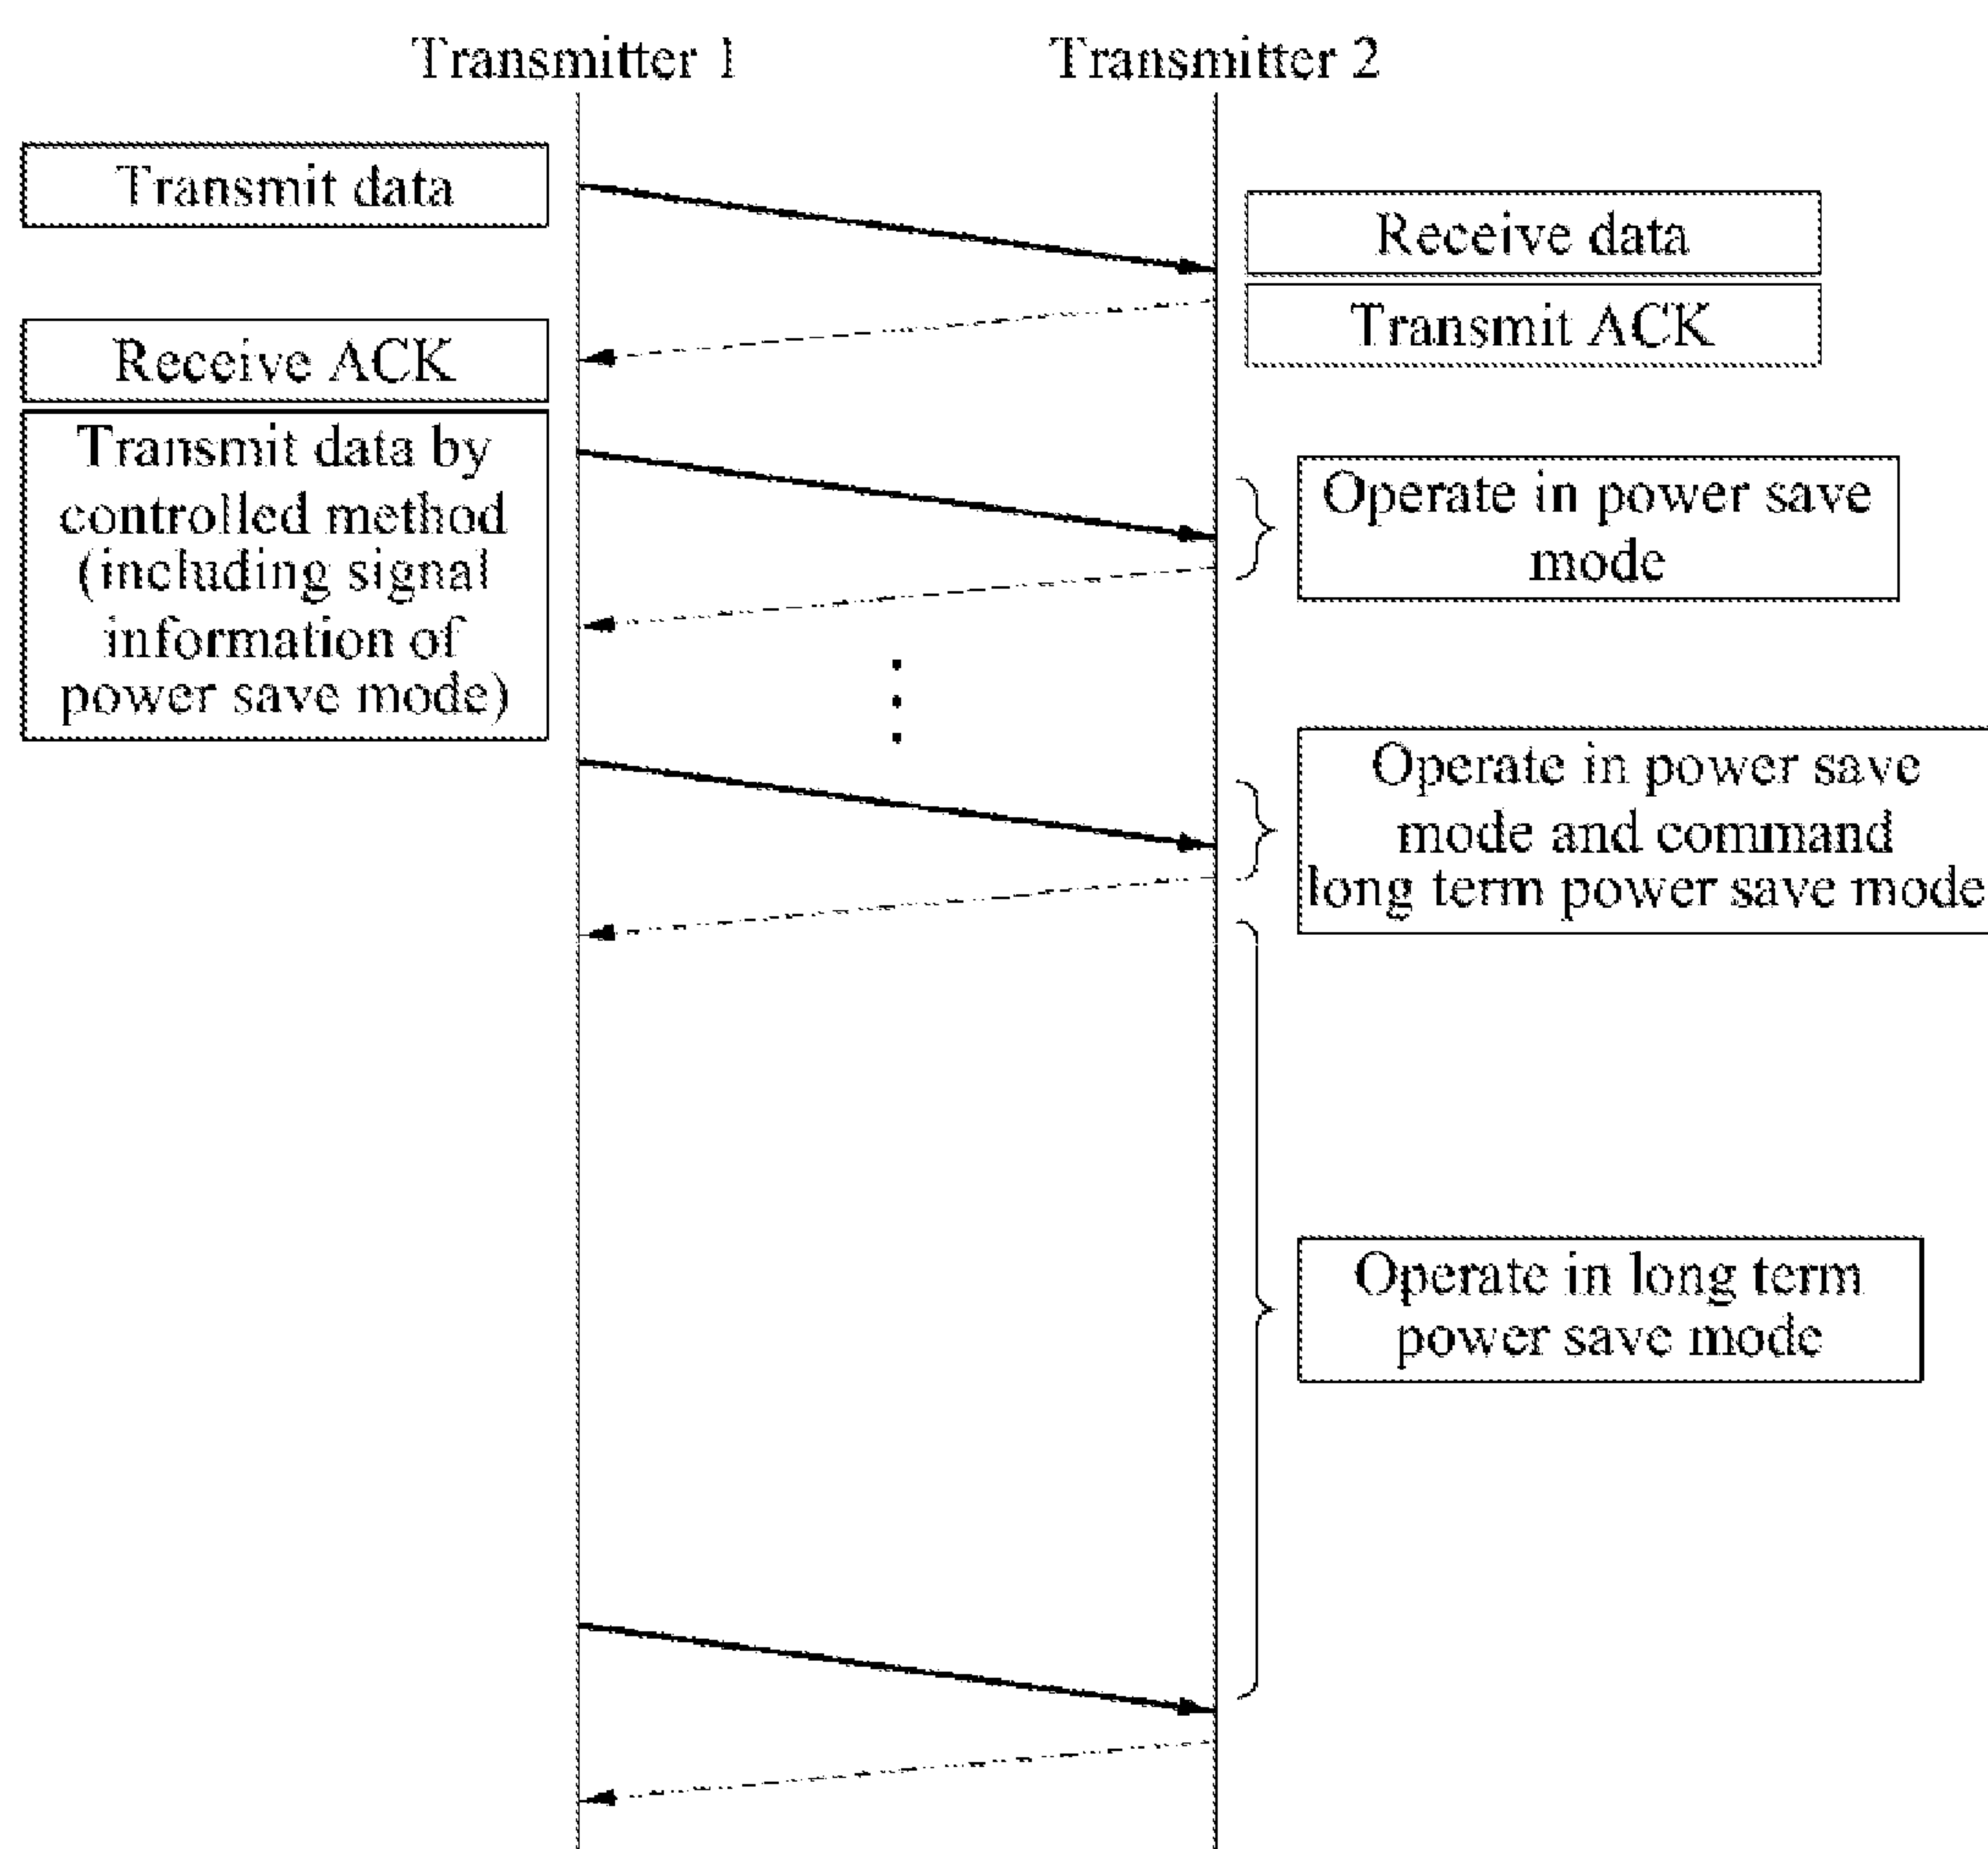 Transmitter 1
Transmitter 2
Transmit data
Receive data
Transmit ACK
Receive ACK
Transmit data by
controlled method
(including signal
information of
power save mode)
Operate in power save
mode
Operate in power save
mode and command
long term power save mode
Operate in long term
power save mode